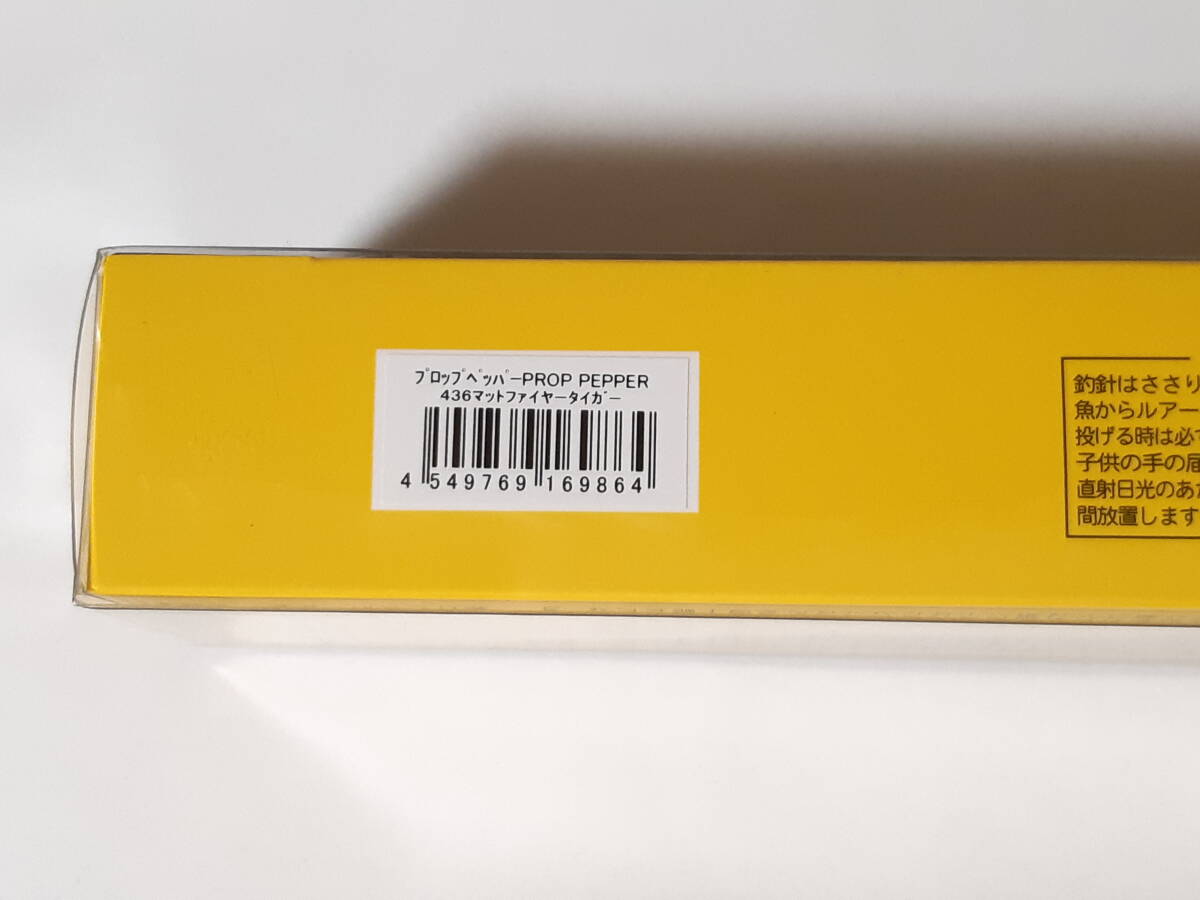 ﾌﾟﾛｯﾌﾟﾍﾟｯﾊﾟｰPROP PEPPER
436マットファイヤータイガー
4 549769 169864
釣針はささり
魚からルアー
投げる時は必
子供の手の届
直射日光のあ
間放置します